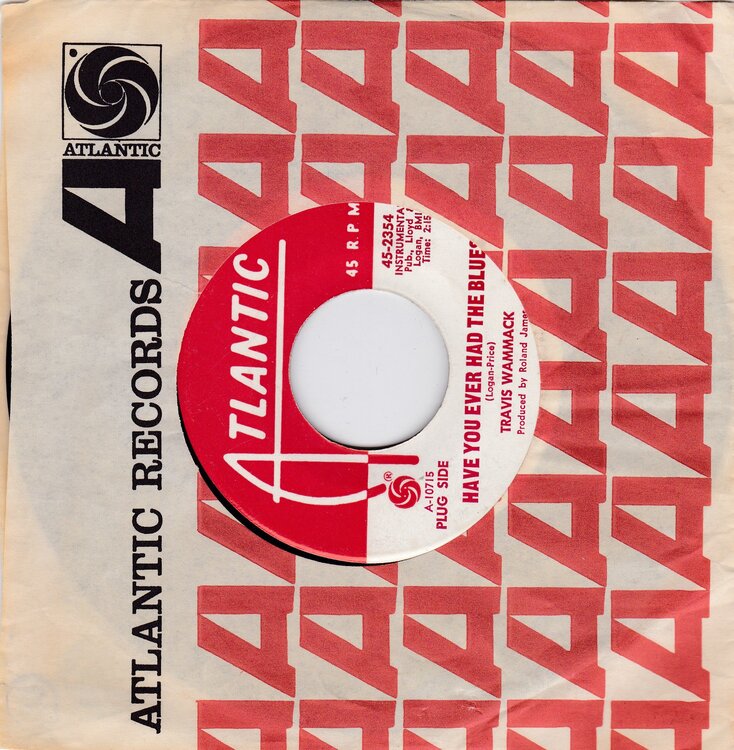 ATLANTIC
A
ATLANTIC RECORDS
ATLANTIC
45 RPM
45-2354
INSTRUMENTA
Pub., Lloyd
Logan, BMI
Time: 2:15
®
A-10715
PLUG SIDE
HAVE YOU EVER HAD THE BLUES
(Logan-Price)
TRAVIS WAMMACK
Produced by Roland James